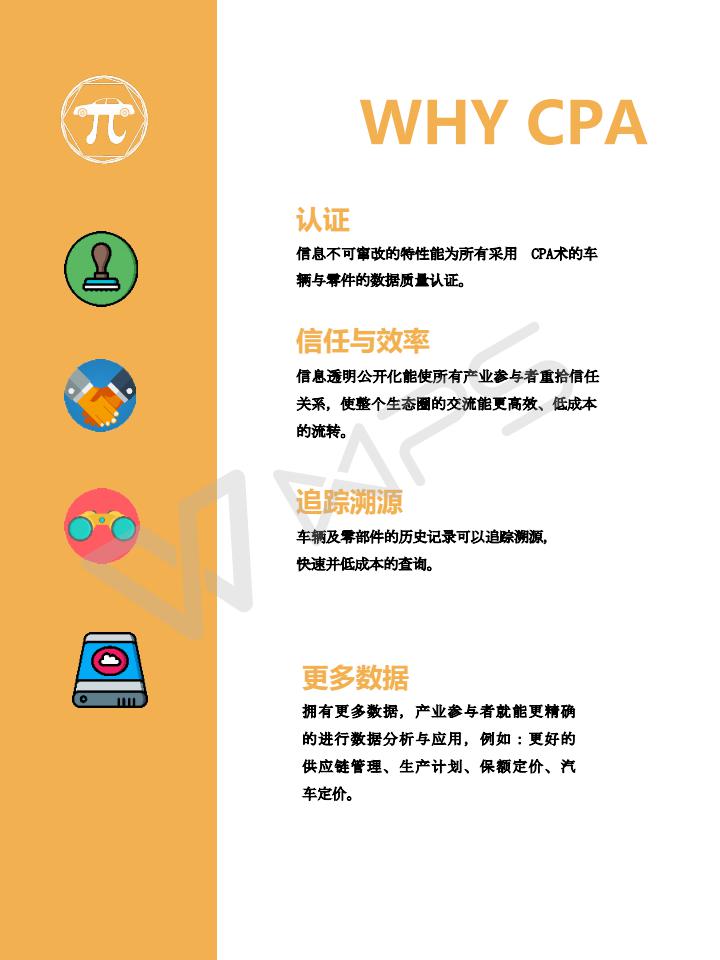 WHY CPA
认证
信息不可窜改的特性能为所有采用 CPA术的车
辆与零件的数据质量认证。
信任与效率
信息透明公开化能使所有产业参与者重拾信任
关系，使整个生态圈的交流能更高效、低成本
的流转。
追踪溯源
车辆及零部件的历史记录可以追踪溯源,
快速并低成本的查询。
更多数据
拥有更多数据，产业参与者就能更精确
的进行数据分析与应用，例如：更好的
供应链管理、生产计划、保额定价、汽
车定价。
WPS
π